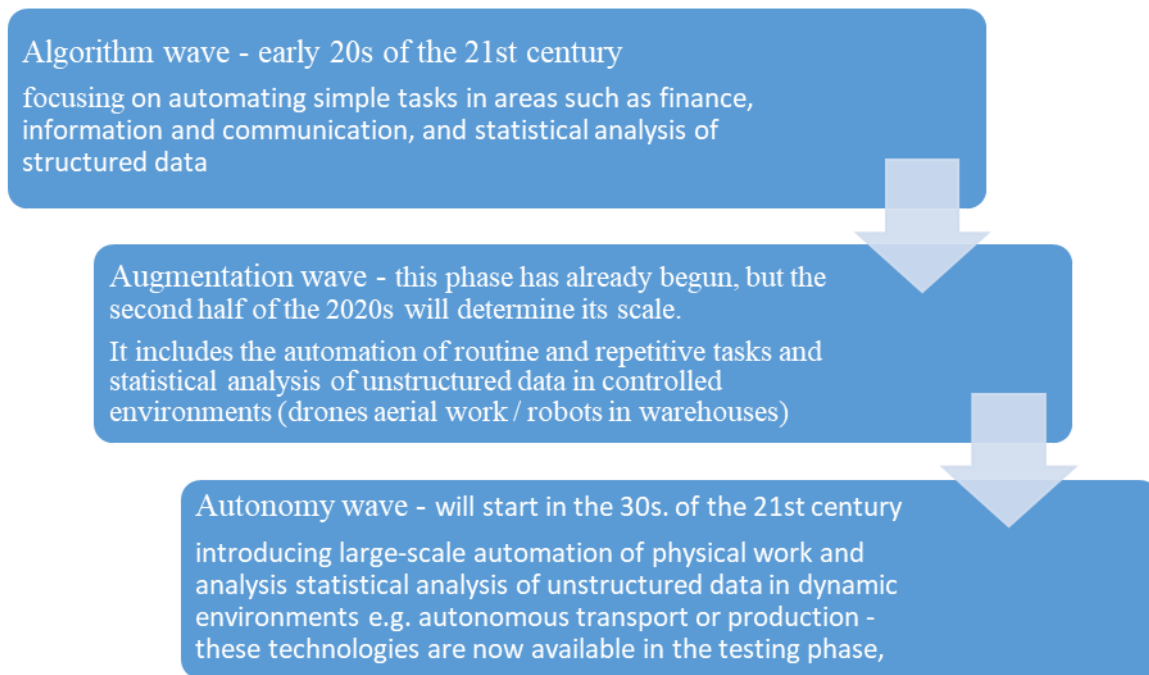 Algorithm wave - early 20s of the 21st century
focusing on automating simple tasks in areas such as finance,
information and communication, and statistical analysis of
structured data
Augmentation wave - this phase has already begun, but the
second half of the 2020s will determine its scale.
It includes the automation of routine and repetitive tasks and
statistical analysis of unstructured data in controlled
environments (drones aerial work / robots in warehouses)
Autonomy wave - will start in the 30s. of the 21st century
introducing large-scale automation of physical work and
analysis statistical analysis of unstructured data in dynamic
environments e.g. autonomous transport or production -
these technologies are now available in the testing phase,